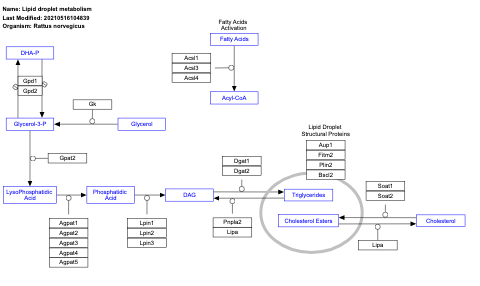 Name: Lipid droplet metabolism
Last Modified: 20210516104839
Organism: Rattus norvegicus
Fatty Acids
Activation
Fatty Acids
DHA-P
Acsl1
Acsl3
Acsl4
Gpd1
Gpd2
Acyl-CoA
Gk
Glycerol-3-P
Glycerol
Lipid Droplet
Structural Proteins
Aup1
Fitm2
Plin2
Bscl2
Gpat2
Dgat1
Dgat2
LysoPhosphatidic
Acid
Phosphatidic
Acid
DAG
Triglycerides
Soat1
Soat2
Cholesterol Esters
Cholesterol
Agpat1
Agpat2
Agpat3
Agpat4
Agpat5
Lpin1
Lpin2
Lpin3
Pnpla2
Lipa
Lipa